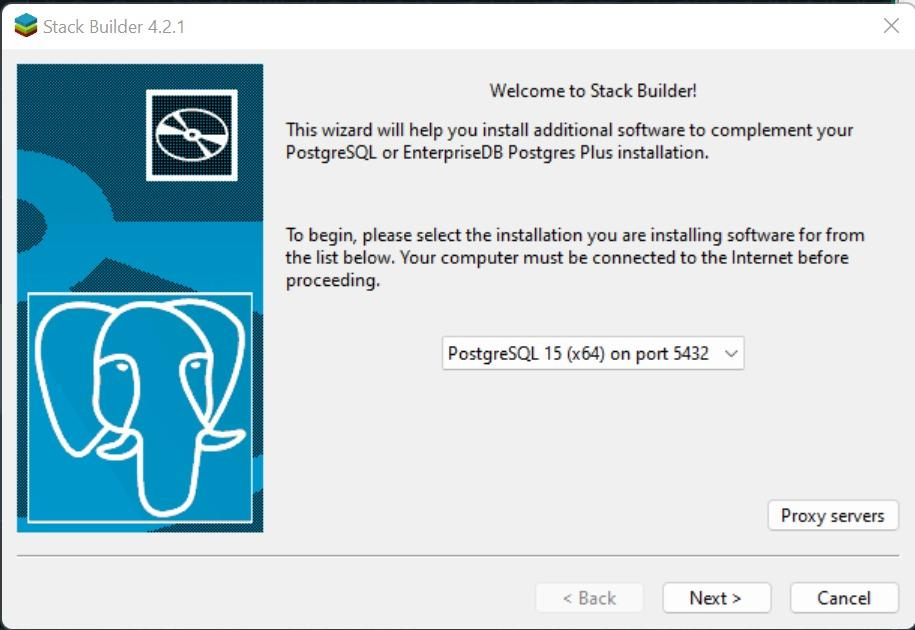 Stack Builder 4.2.1
Welcome to Stack Builder!
This wizard will help you install additional software to complement your
PostgreSQL or EnterpriseDB Postgres Plus installation.
To begin, please select the installation you are installing software for from
the list below. Your computer must be connected to the Internet before
proceeding.
PostgreSQL 15 (x64) on port 5432
Proxy servers
< Back
Next >
Cancel